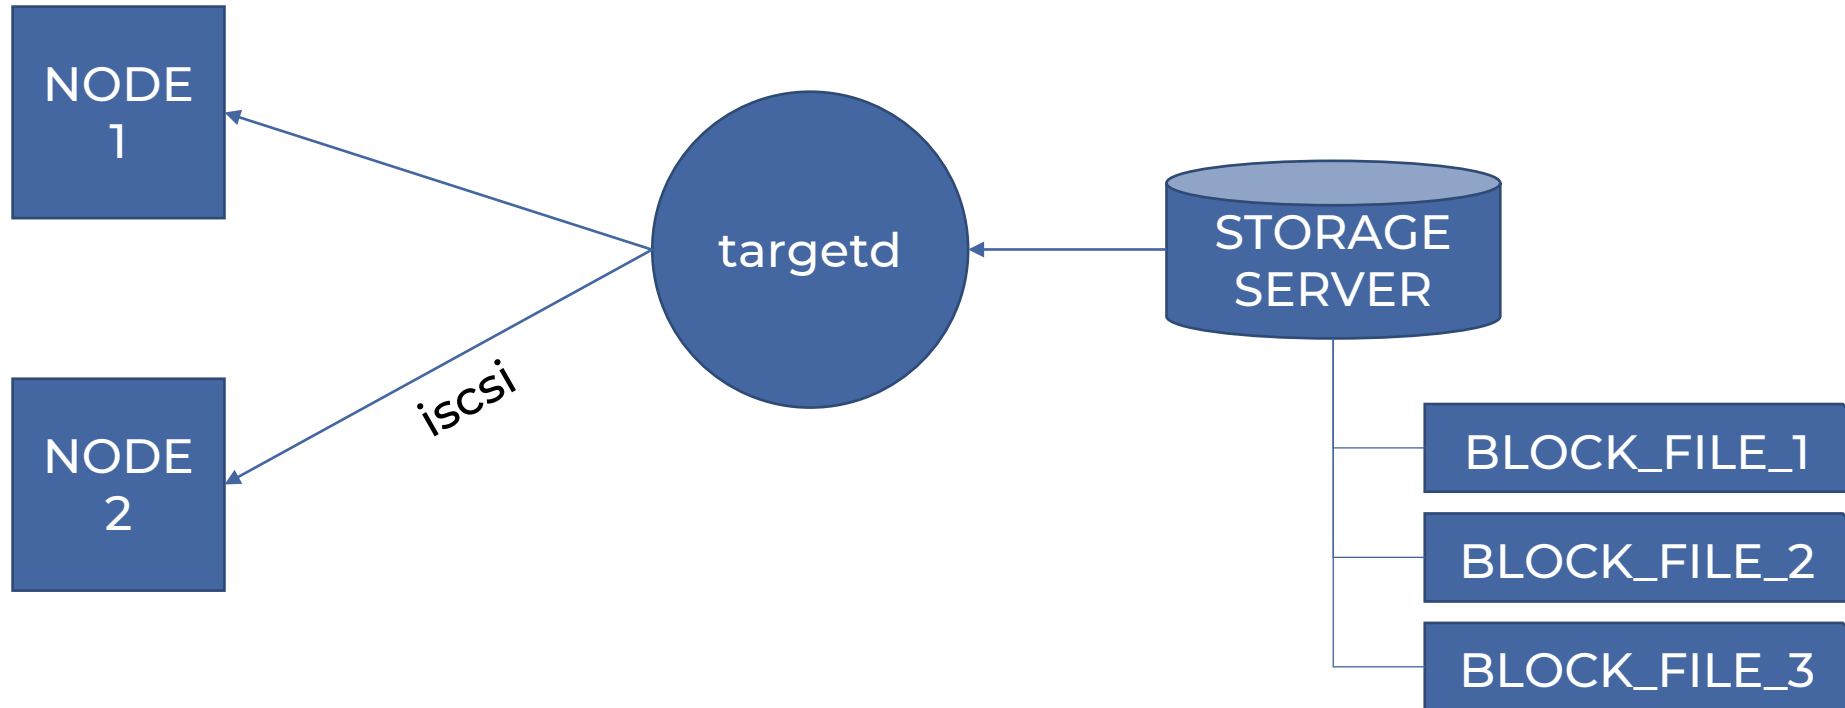 NODE
1
targetd
STORAGE
SERVER
iscsi
NODE
2
BLOCK_FILE_1
BLOCK_FILE_2
BLOCK_FILE_3